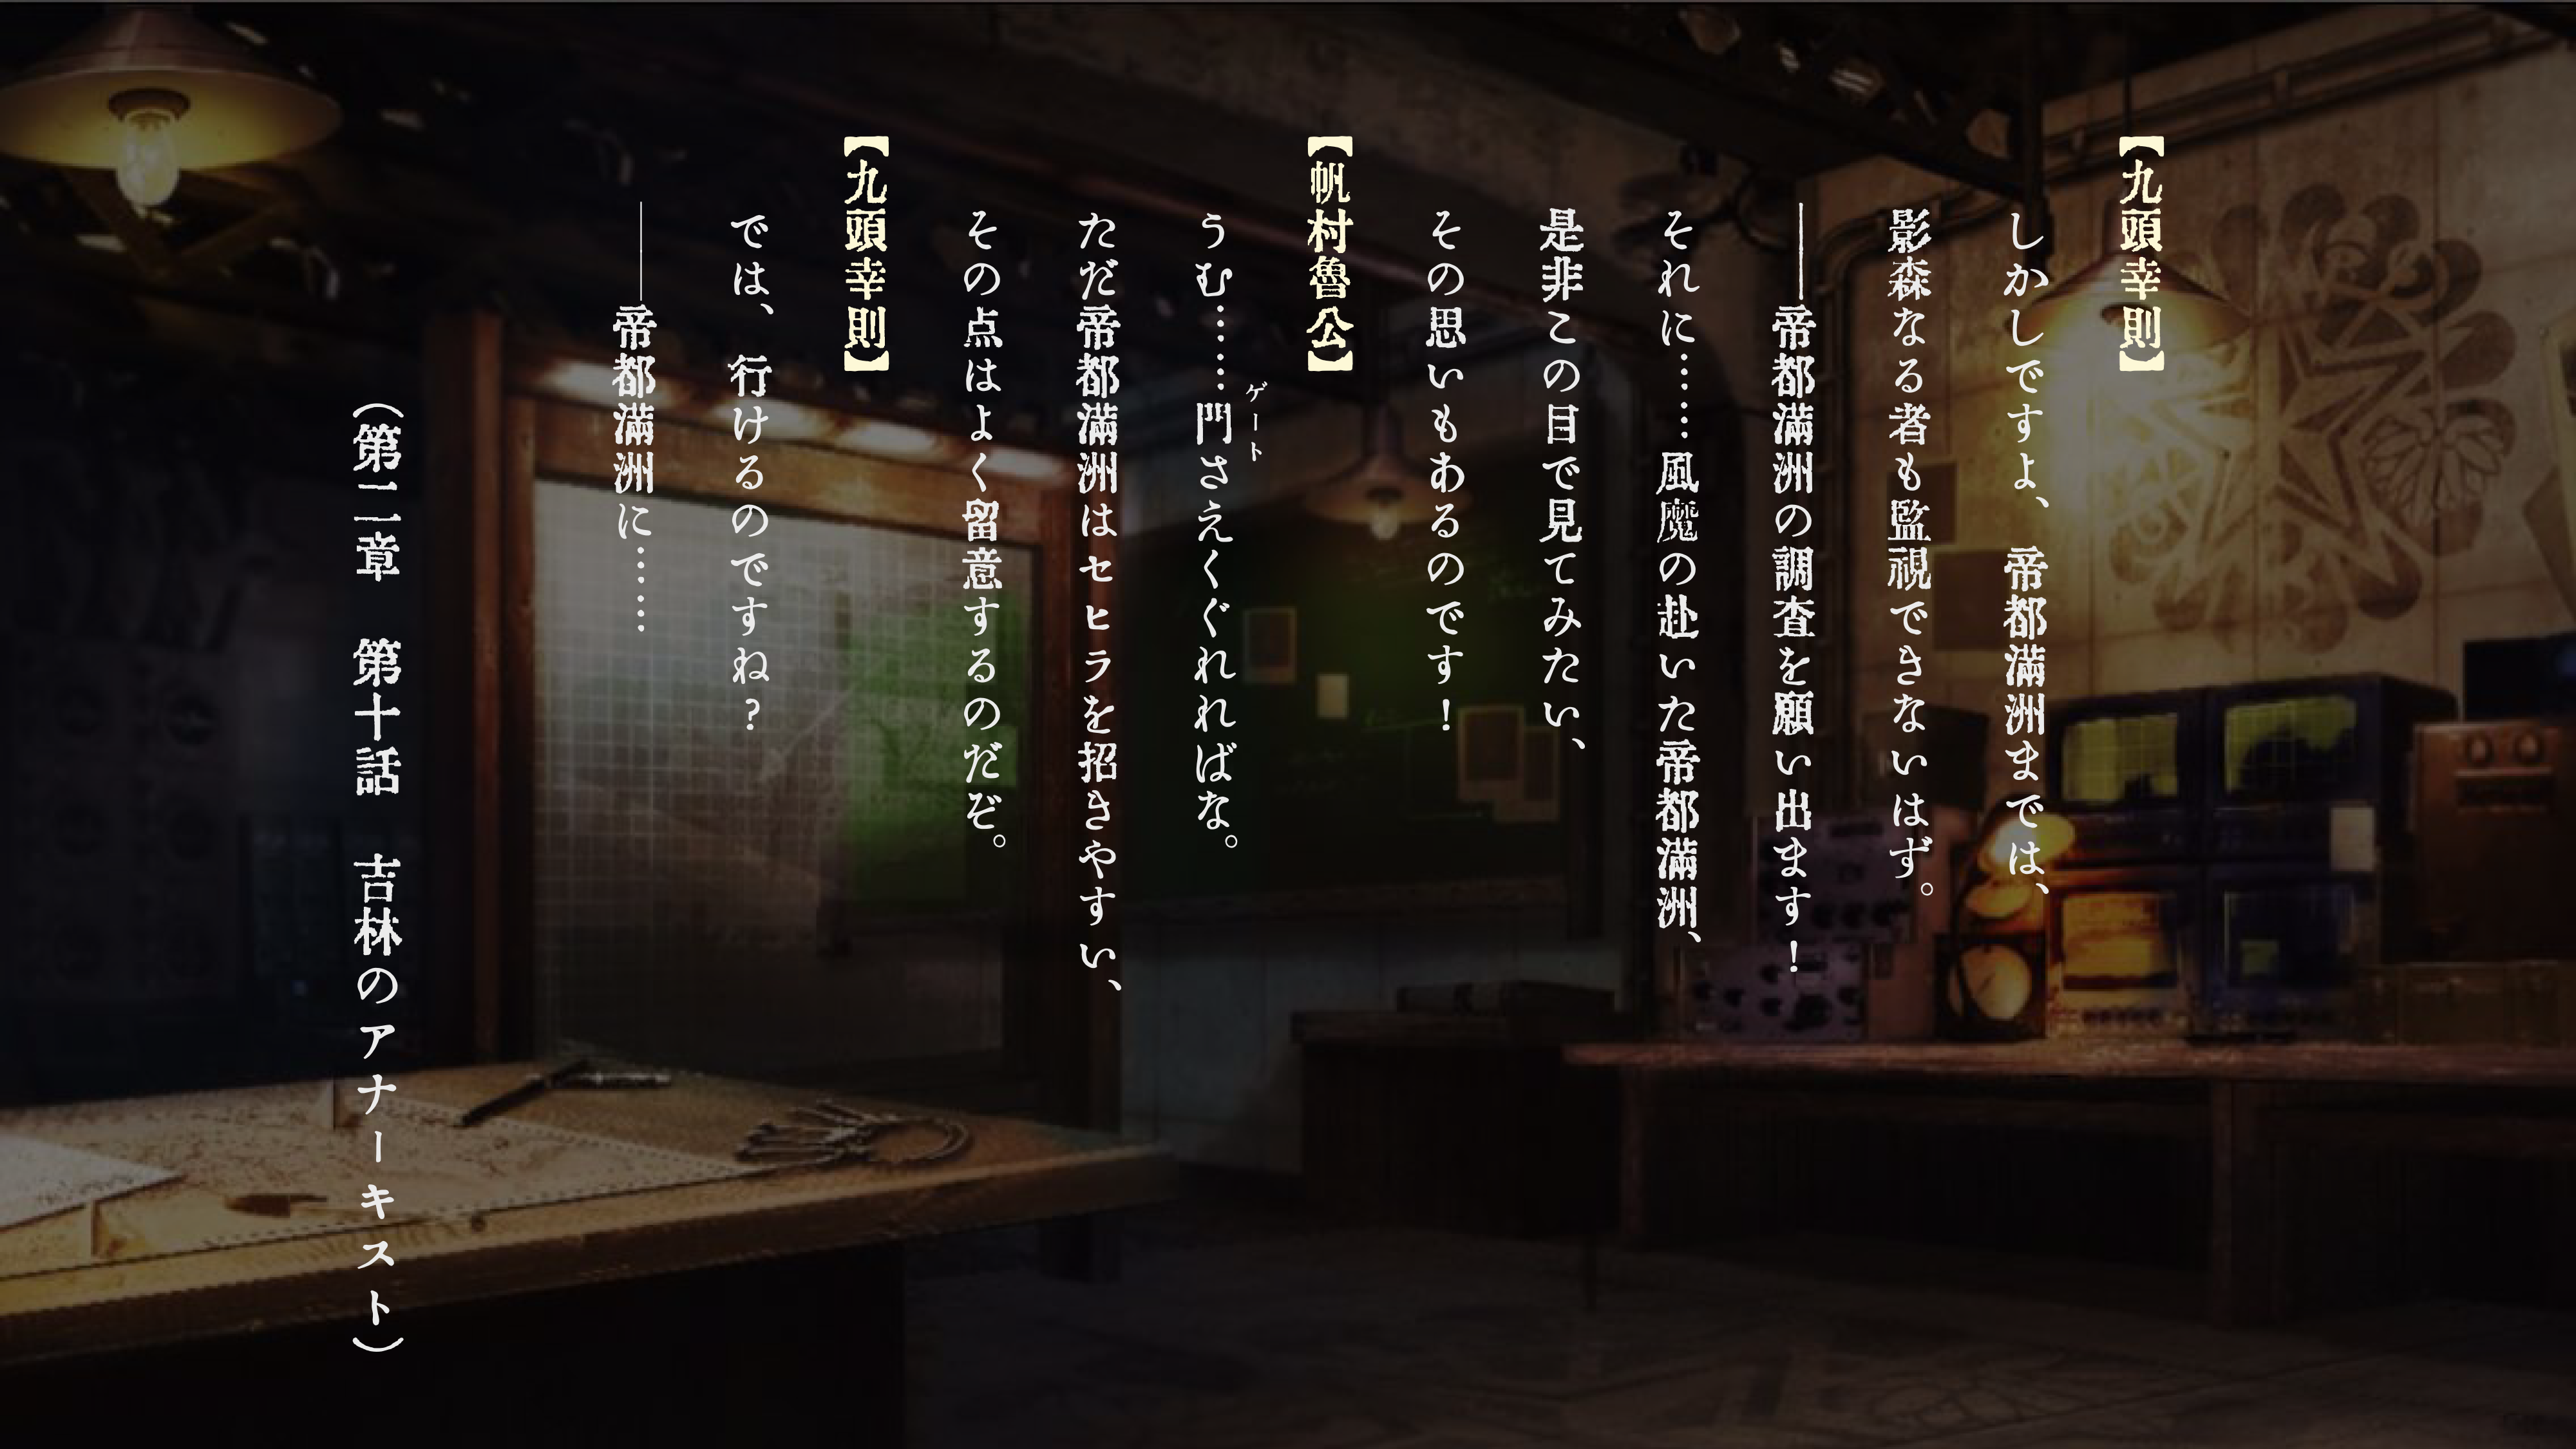 【九頭幸則】
しかしですよ、帝都滿洲までは、
影森なる者も監視できないはず。
――帝都滿洲の調査を願い出ます！
それに……風魔の赴いた帝都滿洲、
是非この目で見てみたい、
その思いもあるのです！
【帆村魯公】
うむ……門さえくぐれればな。
ゲート
ただ帝都滿洲はセヒラを招きやすい、
その点はよく留意するのだぞ。
【九頭幸則】
では、行けるのですね？
――帝都滿洲に……
（第二章　第十話　吉林のアナーキスト）